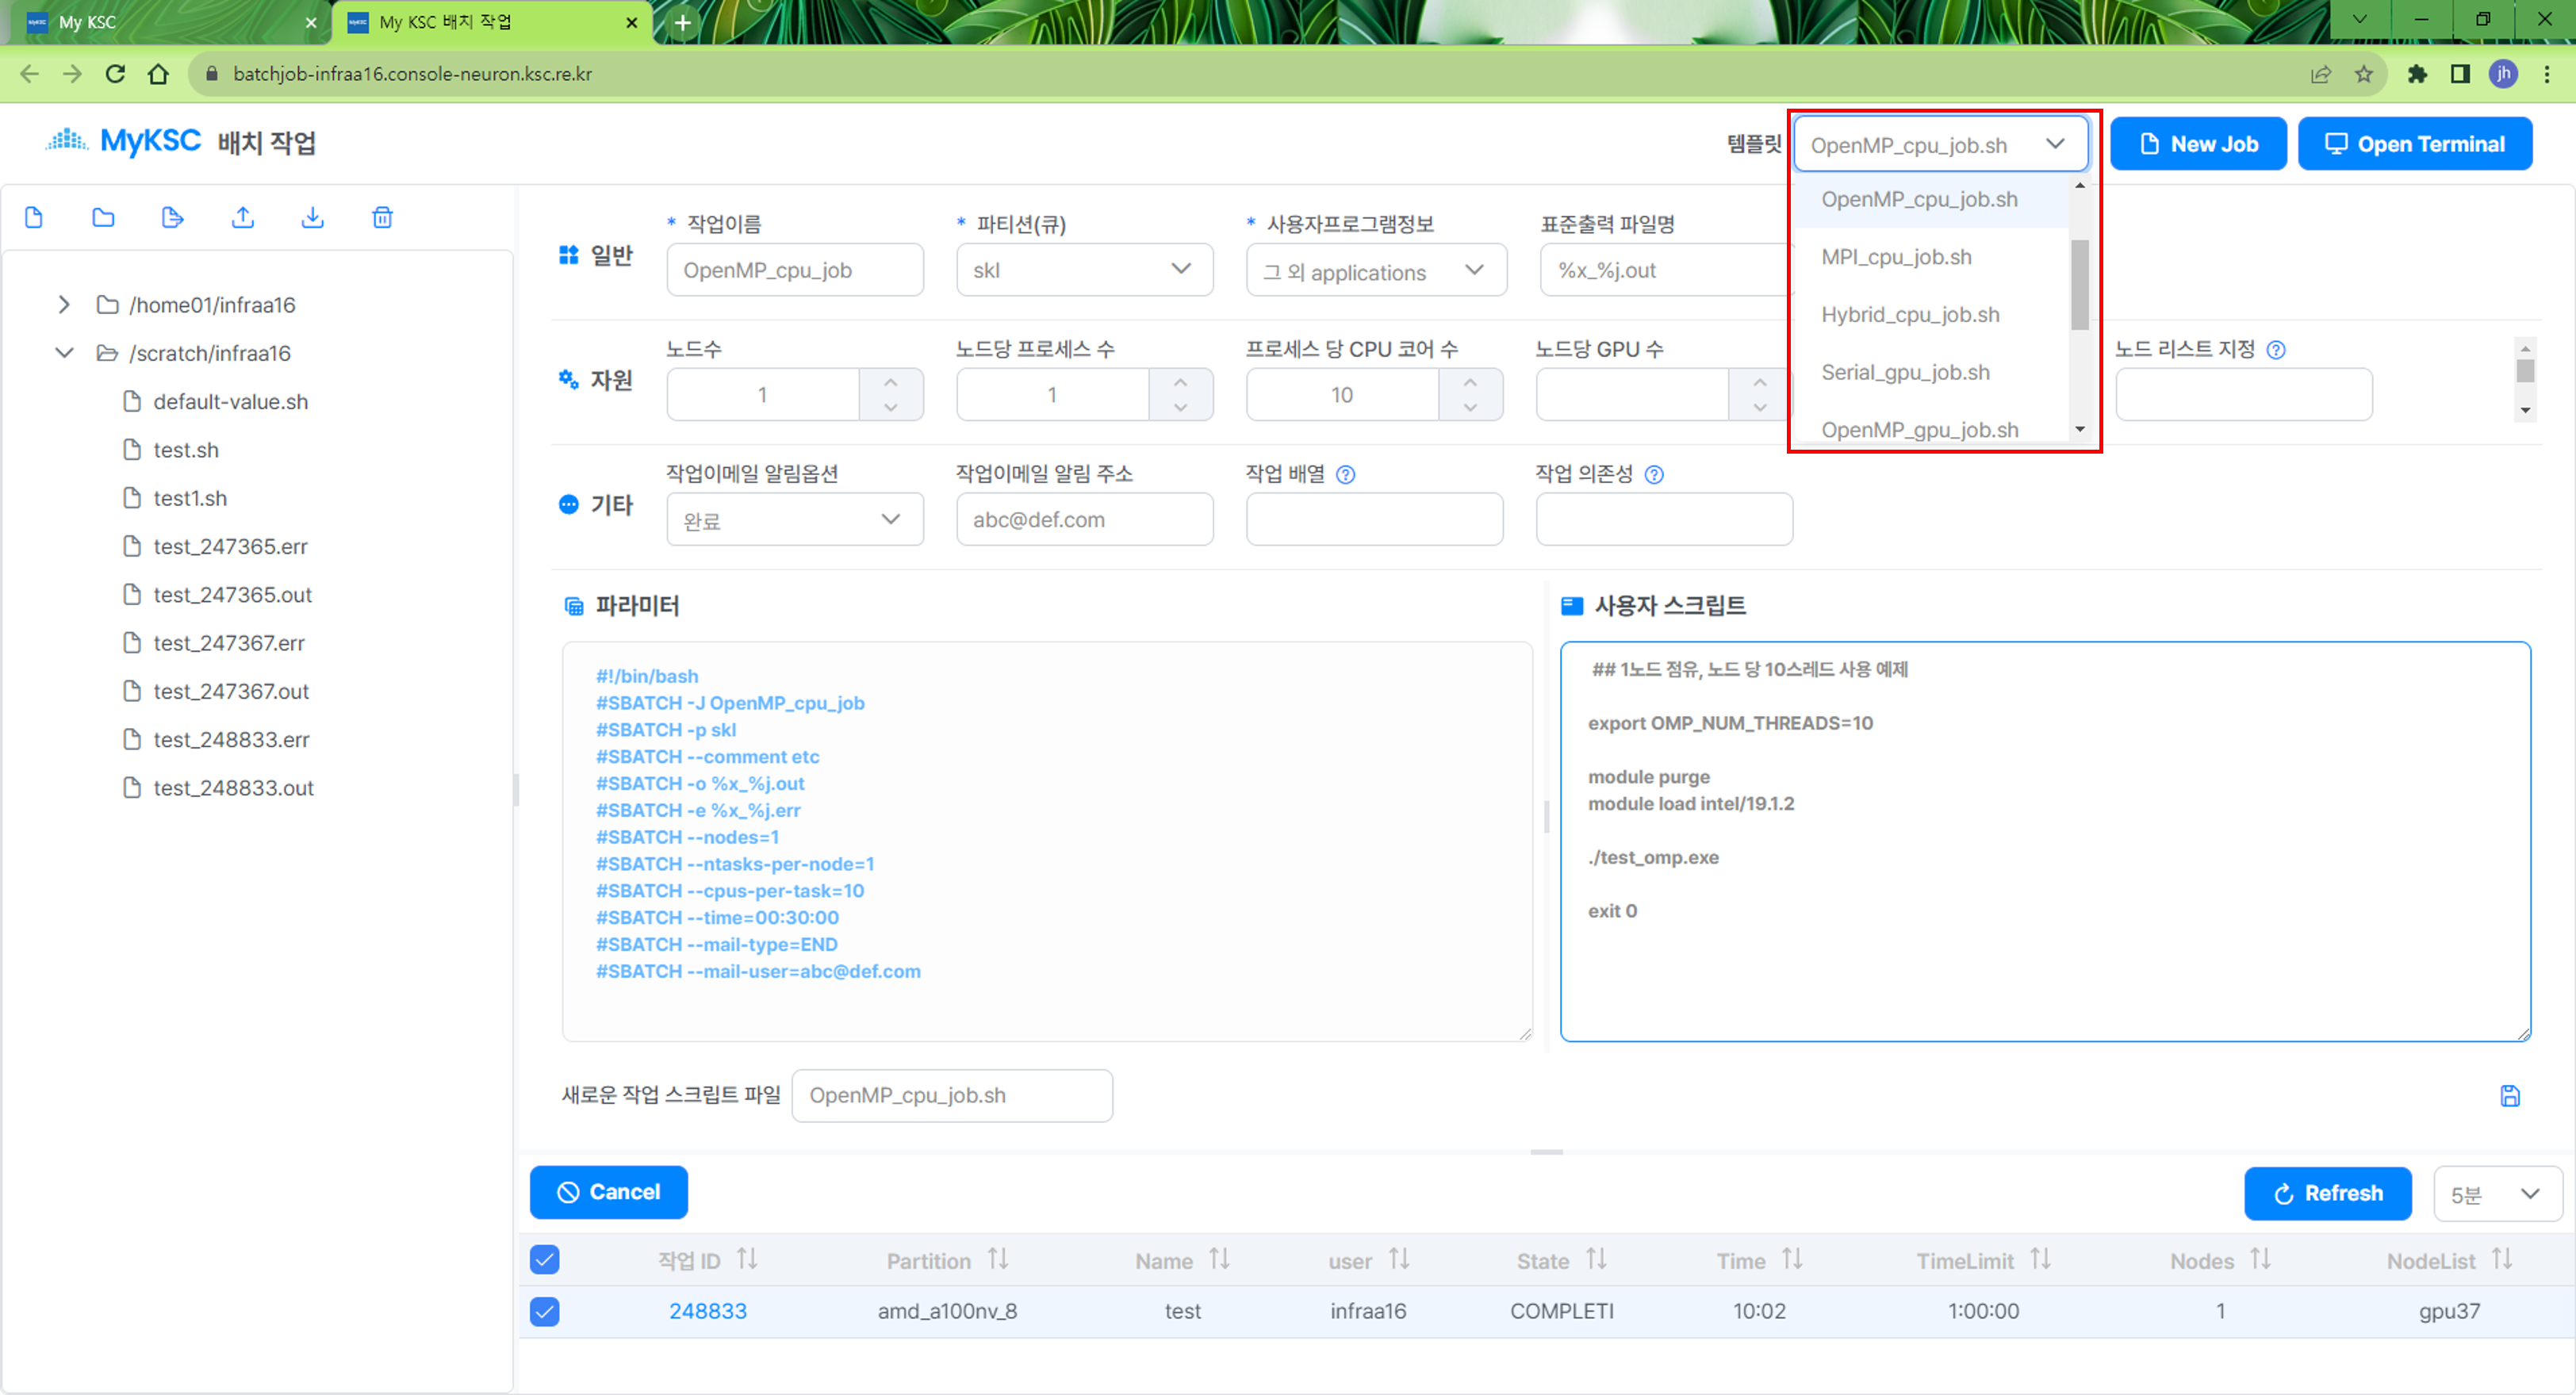 My KSC
My KSC 배치 작업
batchjob-infraa16.console-neuron.ksc.re.kr
jh
MyKSC 배치 작업
템플릿
OpenMP_cpu_job.sh
New Job
Open Terminal
OpenMP_cpu_job.sh
MPI_cpu_job.sh
Hybrid_cpu_job.sh
Serial_gpu_job.sh
OpenMP_gpu_job.sh
/home01/infraa16
/scratch/infraa16
default-value.sh
test.sh
test1.sh
test_247365.err
test_247365.out
test_247367.err
test_247367.out
test_248833.err
test_248833.out
일반
* 작업이름
OpenMP_cpu_job
* 파티션(큐)
skl
* 사용자프로그램정보
그 외 applications
표준출력 파일명
%x_%j.out
자원
노드수
1
노드당 프로세스 수
1
프로세스 당 CPU 코어 수
10
노드당 GPU 수
노드 리스트 지정
기타
작업이메일 알림옵션
완료
작업이메일 알림 주소
abc@def.com
작업 배열
작업 의존성
파라미터
#!/bin/bash
#SBATCH -J OpenMP_cpu_job
#SBATCH -p skl
#SBATCH --comment etc
#SBATCH -o %x_%j.out
#SBATCH -e %x_%j.err
#SBATCH --nodes=1
#SBATCH --ntasks-per-node=1
#SBATCH --cpus-per-task=10
#SBATCH --time=00:30:00
#SBATCH --mail-type=END
#SBATCH --mail-user=abc@def.com
사용자 스크립트
## 1노드 점유, 노드 당 10스레드 사용 예제
export OMP_NUM_THREADS=10
module purge
module load intel/19.1.2
./test_omp.exe
exit 0
새로운 작업 스크립트 파일
OpenMP_cpu_job.sh
Cancel
Refresh
5분
작업 ID Partition Name user State Time TimeLimit Nodes NodeList
248833 amd_a100nv_8 test infraa16 COMPLETI 10:02 1:00:00 1 gpu37